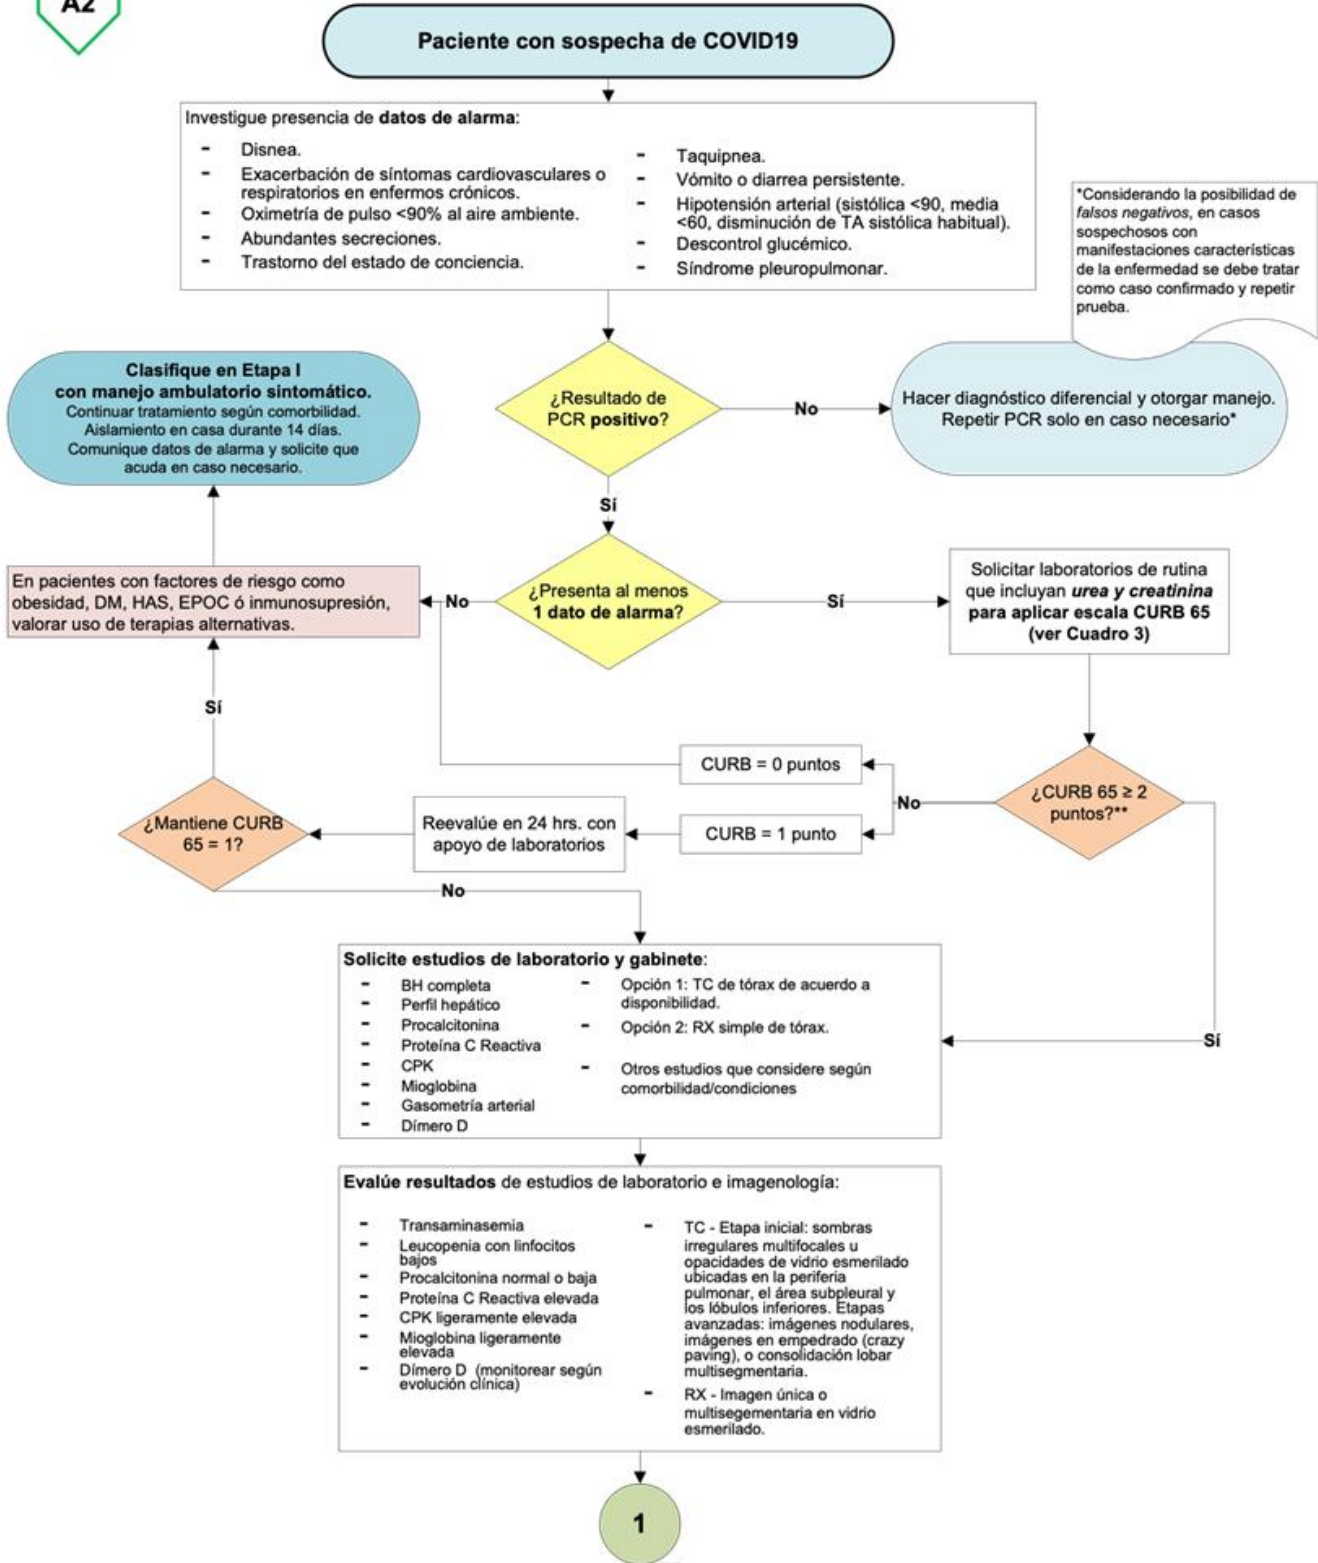 A2
Paciente con sospecha de COVID19
Investigue presencia de datos de alarma:
- Disnea.
- Exacerbación de síntomas cardiovasculares o
respiratorios en enfermos crónicos.
- Oximetría de pulso <90% al aire ambiente.
- Abundantes secreciones.
- Trastorno del estado de conciencia.
- Taquipnea.
- Vómito o diarrea persistente.
- Hipotensión arterial (sistólica <90, media
<60, disminución de TA sistólica habitual).
- Descontrol glucémico.
- Síndrome pleuropulmonar.
*Considerando la posibilidad de
falsos negativos, en casos
sospechosos con
manifestaciones características
de la enfermedad se debe tratar
como caso confirmado y repetir
prueba.
Clasifique en Etapa I
con manejo ambulatorio sintomático.
Continuar tratamiento según comorbilidad.
Aislamiento en casa durante 14 días.
Comunique datos de alarma y solicite que
acuda en caso necesario.
¿Resultado de
PCR positivo?
No
Hacer diagnóstico diferencial y otorgar manejo.
Repetir PCR solo en caso necesario*
Sí
En pacientes con factores de riesgo como
obesidad, DM, HAS, EPOC ó inmunosupresión,
valorar uso de terapias alternativas.
No
¿Presenta al menos
1 dato de alarma?
Sí
Solicitar laboratorios de rutina
que incluyan urea y creatinina
para aplicar escala CURB 65
(ver Cuadro 3)
Sí
CURB = 0 puntos
No
¿CURB 65 ≥ 2
puntos?**
¿Mantiene CURB
65 = 1?
Reevalúe en 24 hrs. con
apoyo de laboratorios
CURB = 1 punto
No
Solicite estudios de laboratorio y gabinete:
- BH completa
- Perfil hepático
- Procalcitonina
- Proteína C Reactiva
- CPK
- Mioglobina
- Gasometría arterial
- Dímero D
- Opción 1: TC de tórax de acuerdo a
disponibilidad.
- Opción 2: RX simple de tórax.
- Otros estudios que considere según
comorbilidad/condiciones
Sí
Evalúe resultados de estudios de laboratorio e imagenología:
- Transaminasemia
- Leucopenia con linfocitos
bajos
- Procalcitonina normal o baja
- Proteína C Reactiva elevada
- CPK ligeramente elevada
- Mioglobina ligeramente
elevada
- Dímero D (monitorear según
evolución clínica)
- TC - Etapa inicial: sombras
irregulares multifocales u
opacidades de vidrio esmerilado
ubicadas en la periferia
pulmonar, el área subpleural y
los lóbulos inferiores. Etapas
avanzadas: imágenes nodulares,
imágenes en empedrado (crazy
paving), o consolidación lobar
multisegmentaria.
- RX - Imagen única o
multisegementaria en vidrio
esmerilado.
1